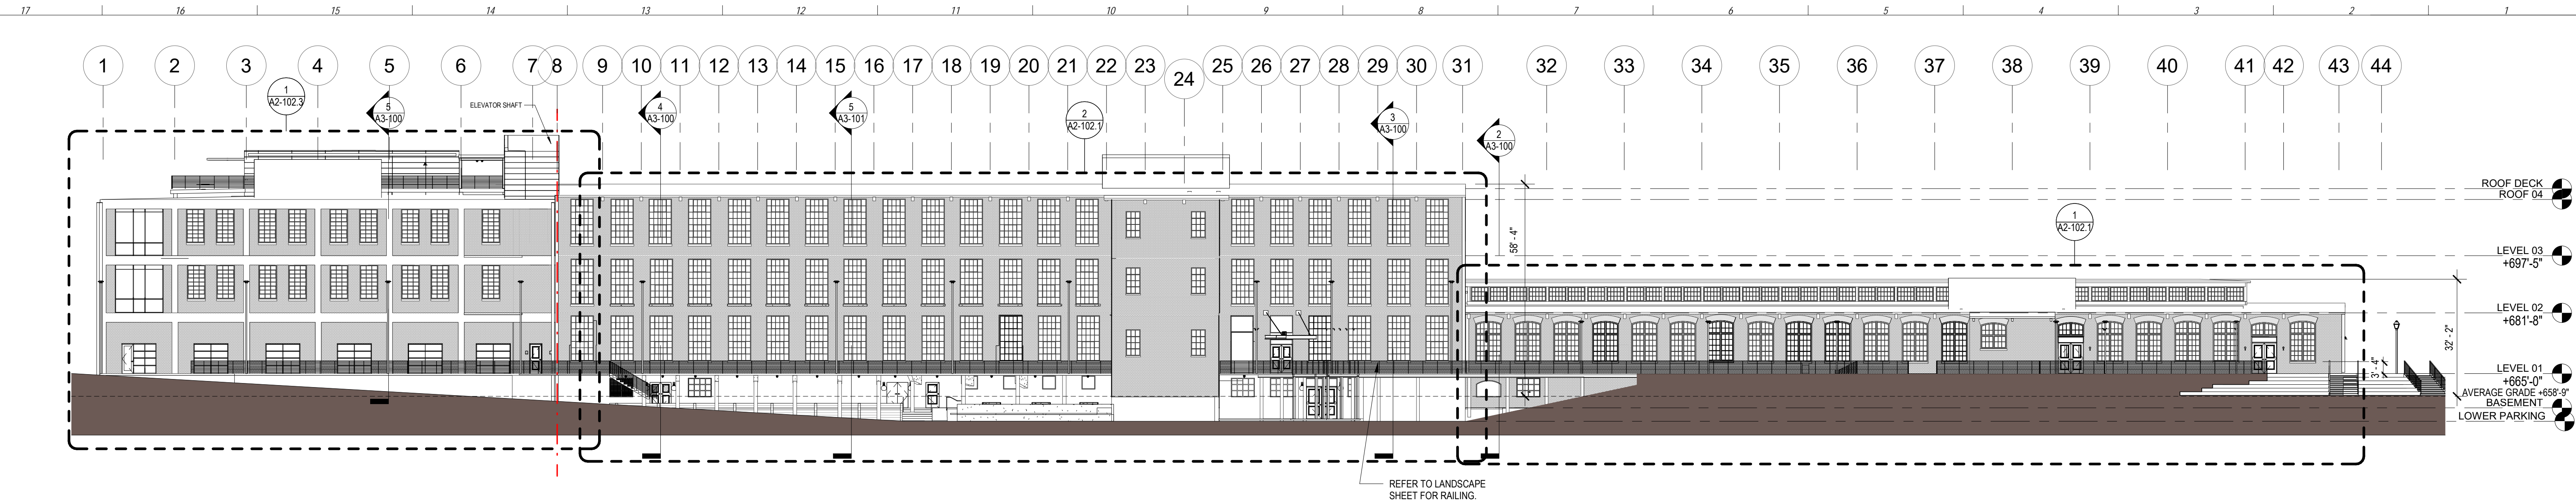 17 16 15 14 13 12 11 10 9 8 7 6 5 4 3 2 1
1 2 3 4 5 6 7 8 9 10 11 12 13 14 15 16 17 18 19 20 21 22 23 24 25 26 27 28 29 30 31 32 33 34 35 36 37 38 39 40 41 42 43 44
1
A2-102.3
5
A3-100
ELEVATOR SHAFT
4
A3-100
5
A3-101
2
A2-102.1
3
A3-100
2
A3-100
ROOF DECK
ROOF 04
1
A2-102.1
58' - 4"
LEVEL 03
+697'-5"
LEVEL 02
+681'-8"
32' - 2"
3' - 4"
LEVEL 01
+665'-0"
AVERAGE GRADE +658'-9"
BASEMENT
LOWER PARKING
REFER TO LANDSCAPE
SHEET FOR RAILING.